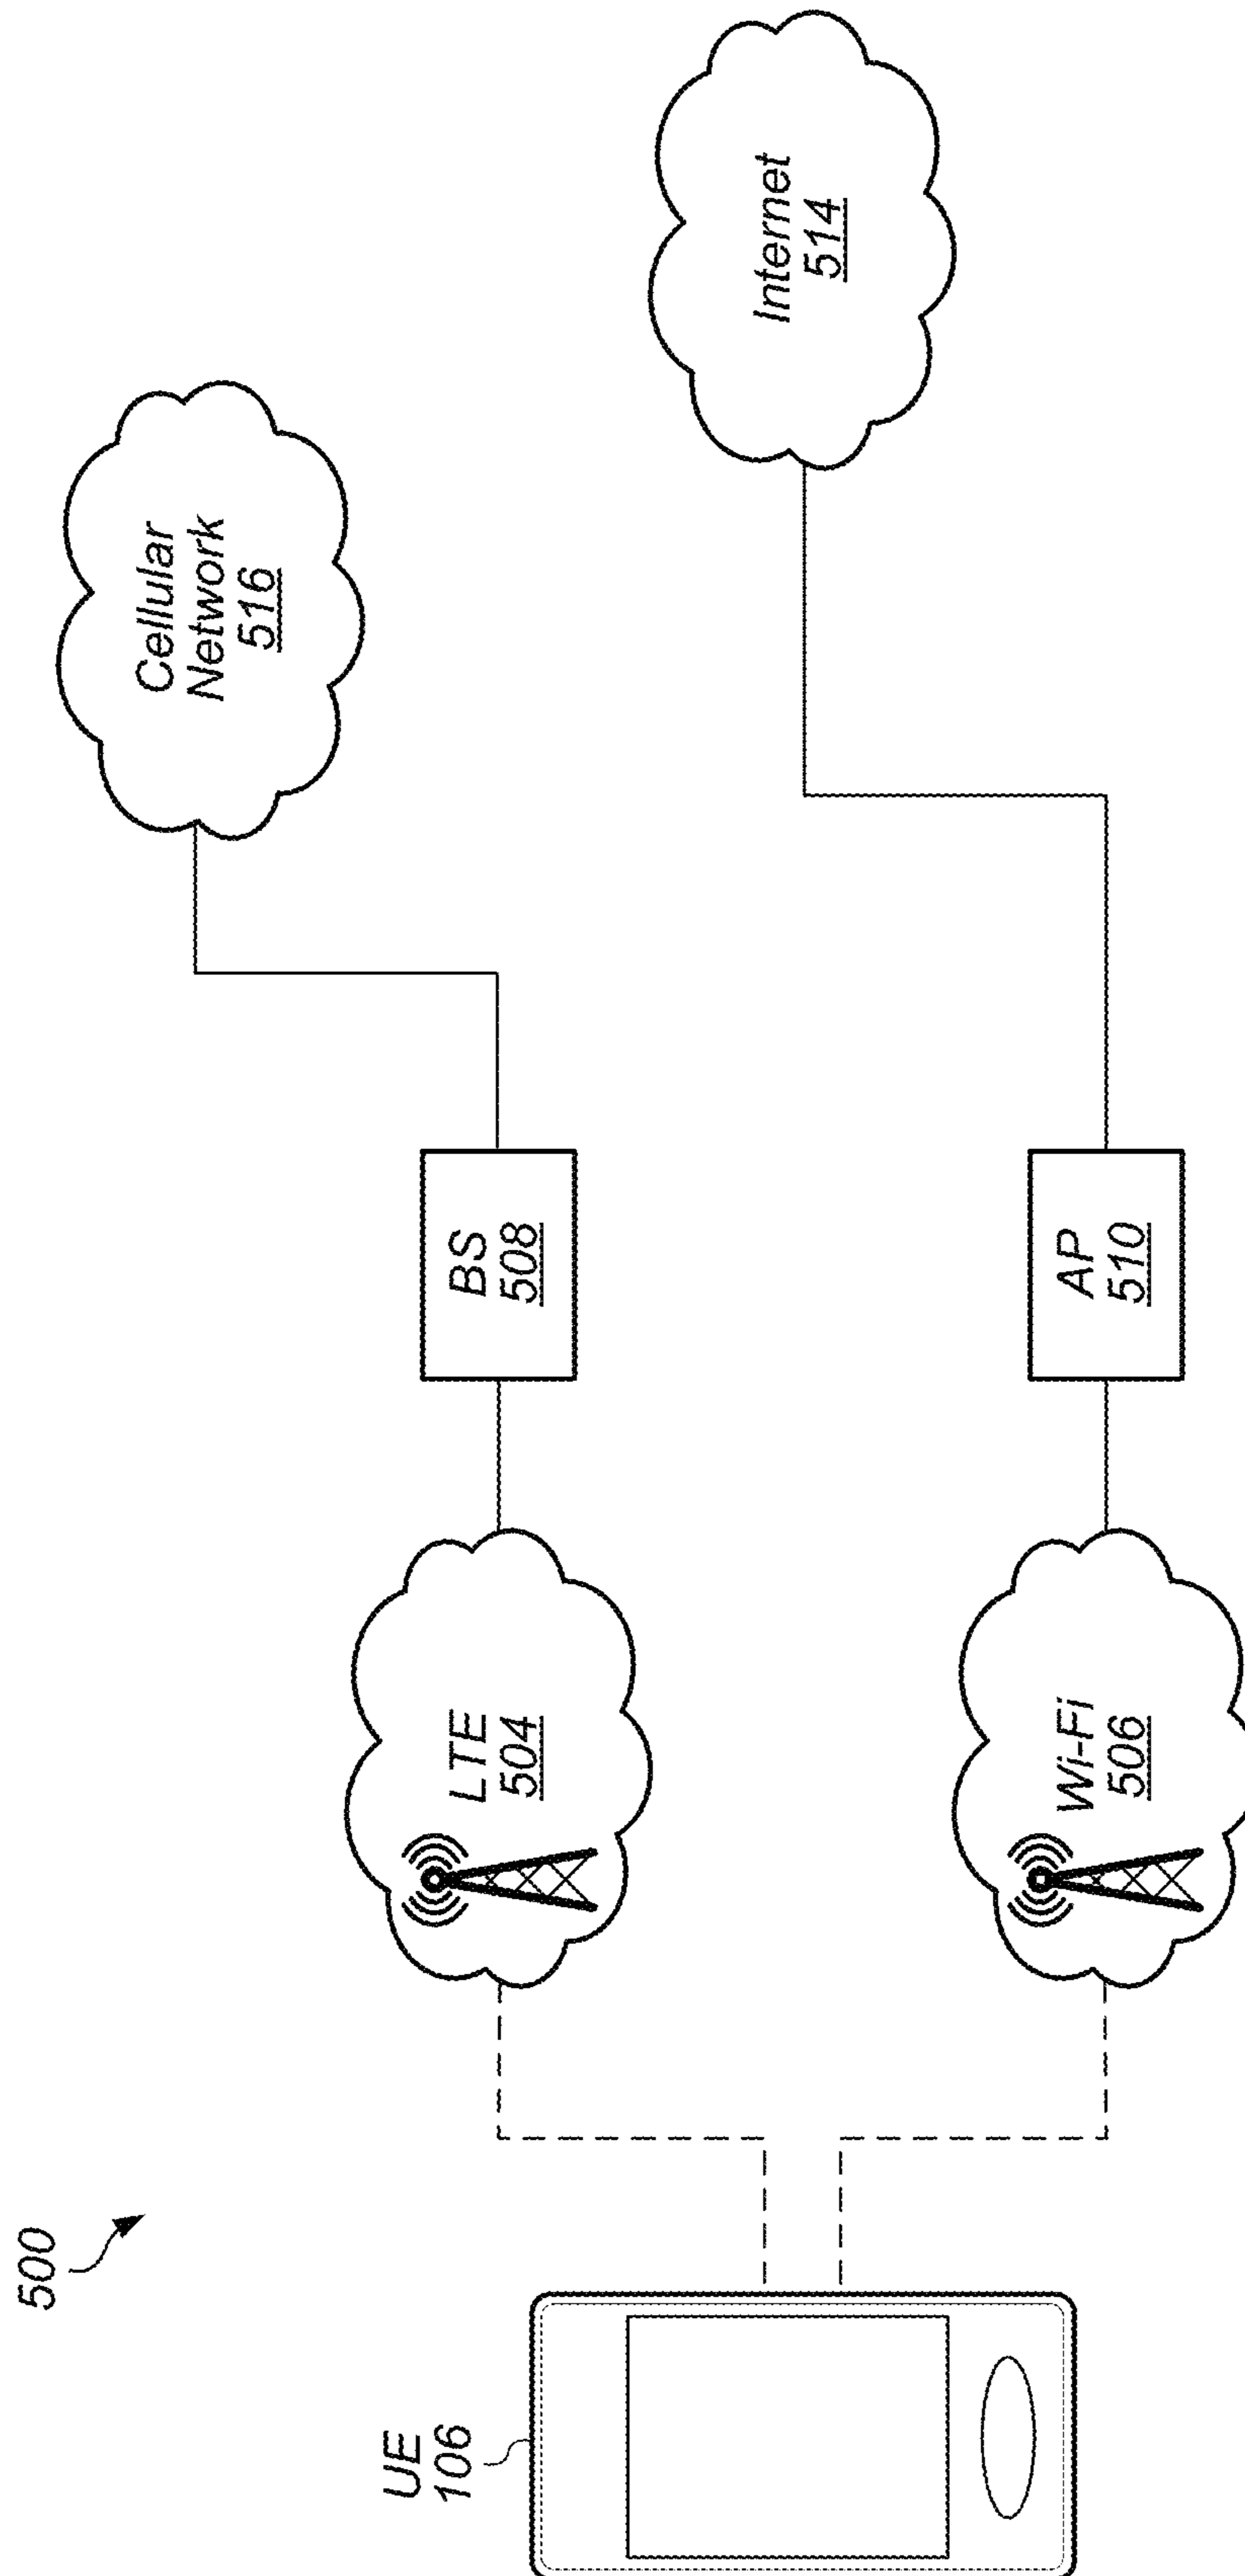 500
UE
106
LTE
504
BS
508
Cellular
Network
516
Wi-Fi
506
AP
510
Internet
514